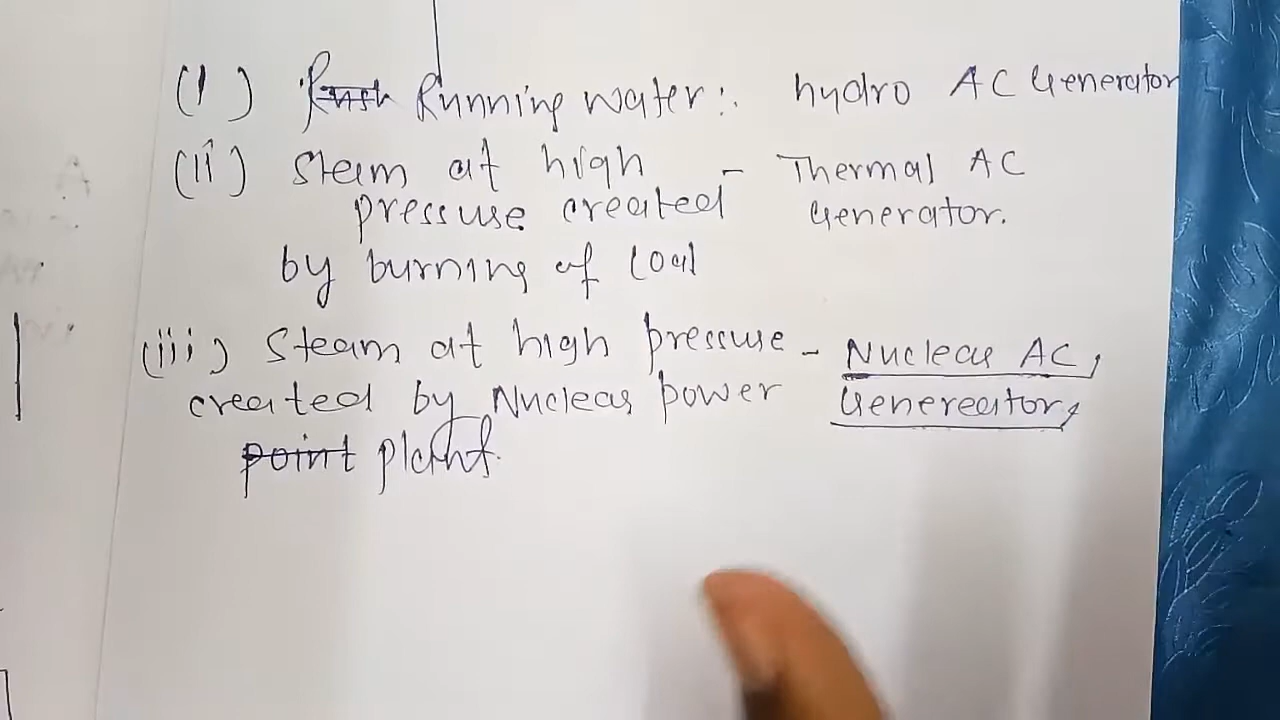 (i) Rush Running water:. hydro AC Generator
(ii) Steam at high - Thermal AC
pressure created Generator.
by burning of coal
(iii) Steam at high pressure - Nuclear AC,
created by Nuclear power Genereator,
point plant.